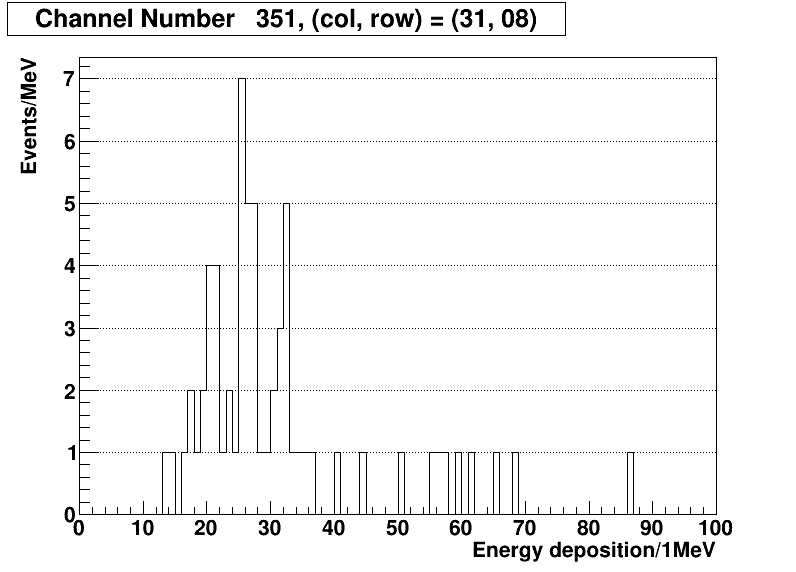 Channel Number 351, (col, row) = (31, 08)
Events/MeV
7
6
5
4
3
2
1
0
0 10 20 30 40 50 60 70 80 90 100
Energy deposition/1MeV